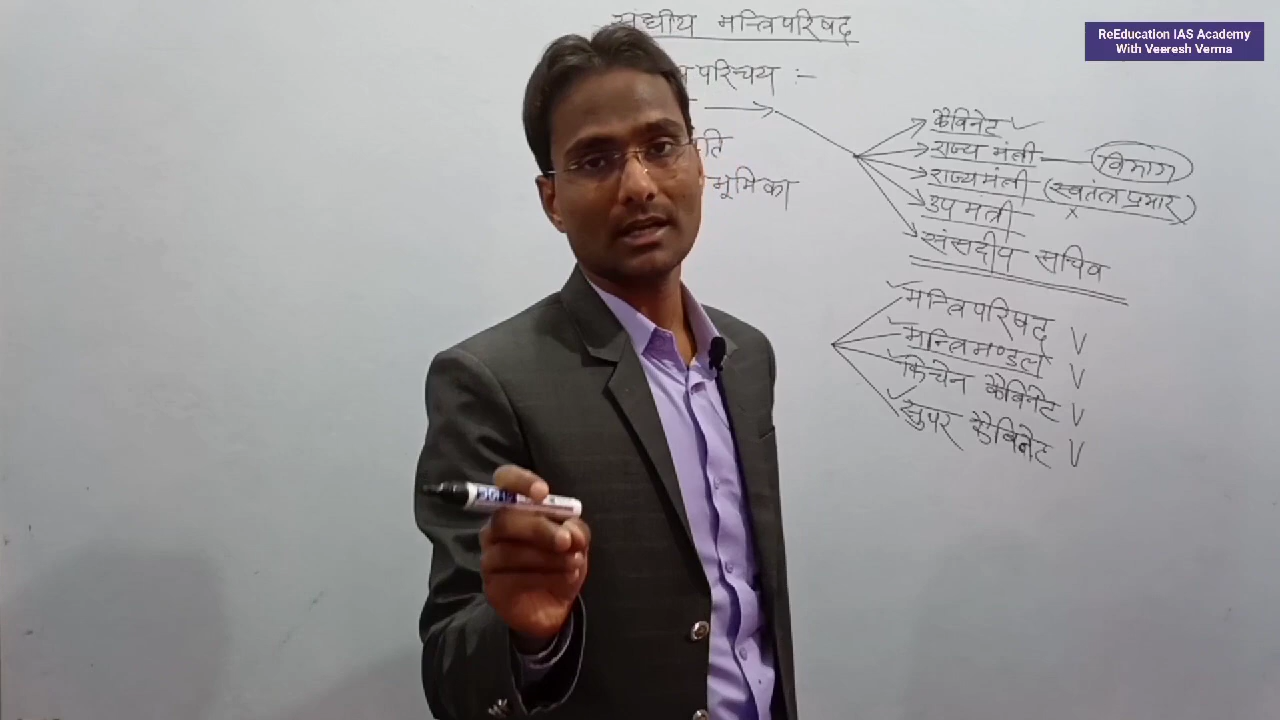 संघीय मन्त्रिपरिषद
परिचय :-
भूमिका
कैबिनेट
राज्य मंत्री — विभाग
राज्यमंत्री (स्वतंत्र प्रभार)
उप मंत्री
संसदीय सचिव
मन्त्रिपरिषद
मन्त्रिमण्डल
किचेन कैबिनेट
सुपर कैबिनेट
ReEducation IAS Academy
With Veeresh Verma